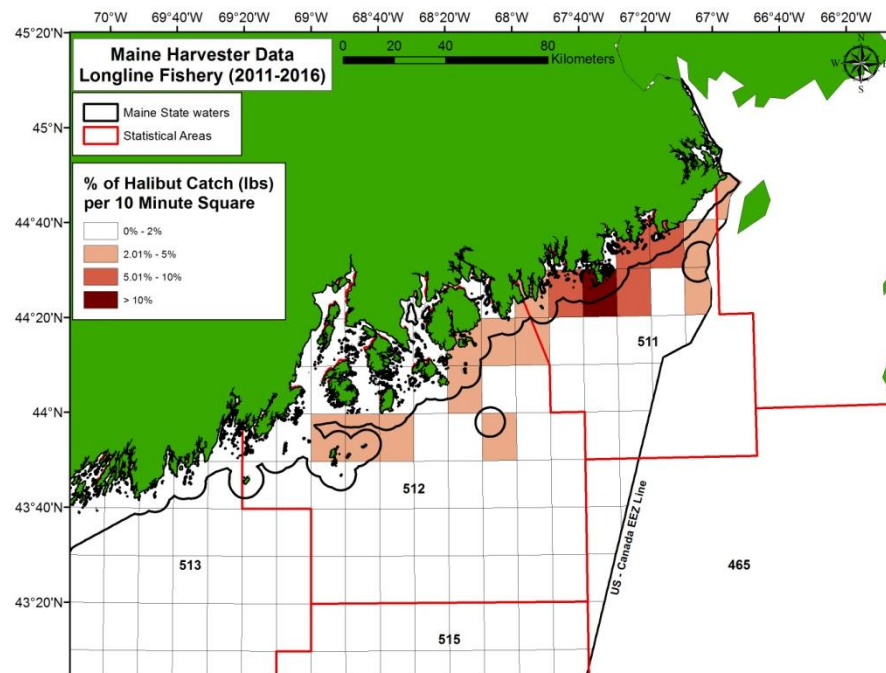 70°W 69°40'W 69°20'W 69°W 68°40'W 68°20'W 68°W 67°40'W 67°20'W 67°W 66°40'W 66°20'W
45°20'N
Maine Harvester Data
Longline Fishery (2011-2016)
0 20 40 80
Kilometers
N
W E
S
Maine State waters
Statistical Areas
45°N
% of Halibut Catch (lbs)
per 10 Minute Square
0% - 2%
2.01% - 5%
5.01% - 10%
> 10%
44°40'N
44°20'N
511
44°N
512
43°40'N
US - Canada EEZ Line
513
465
43°20'N
515